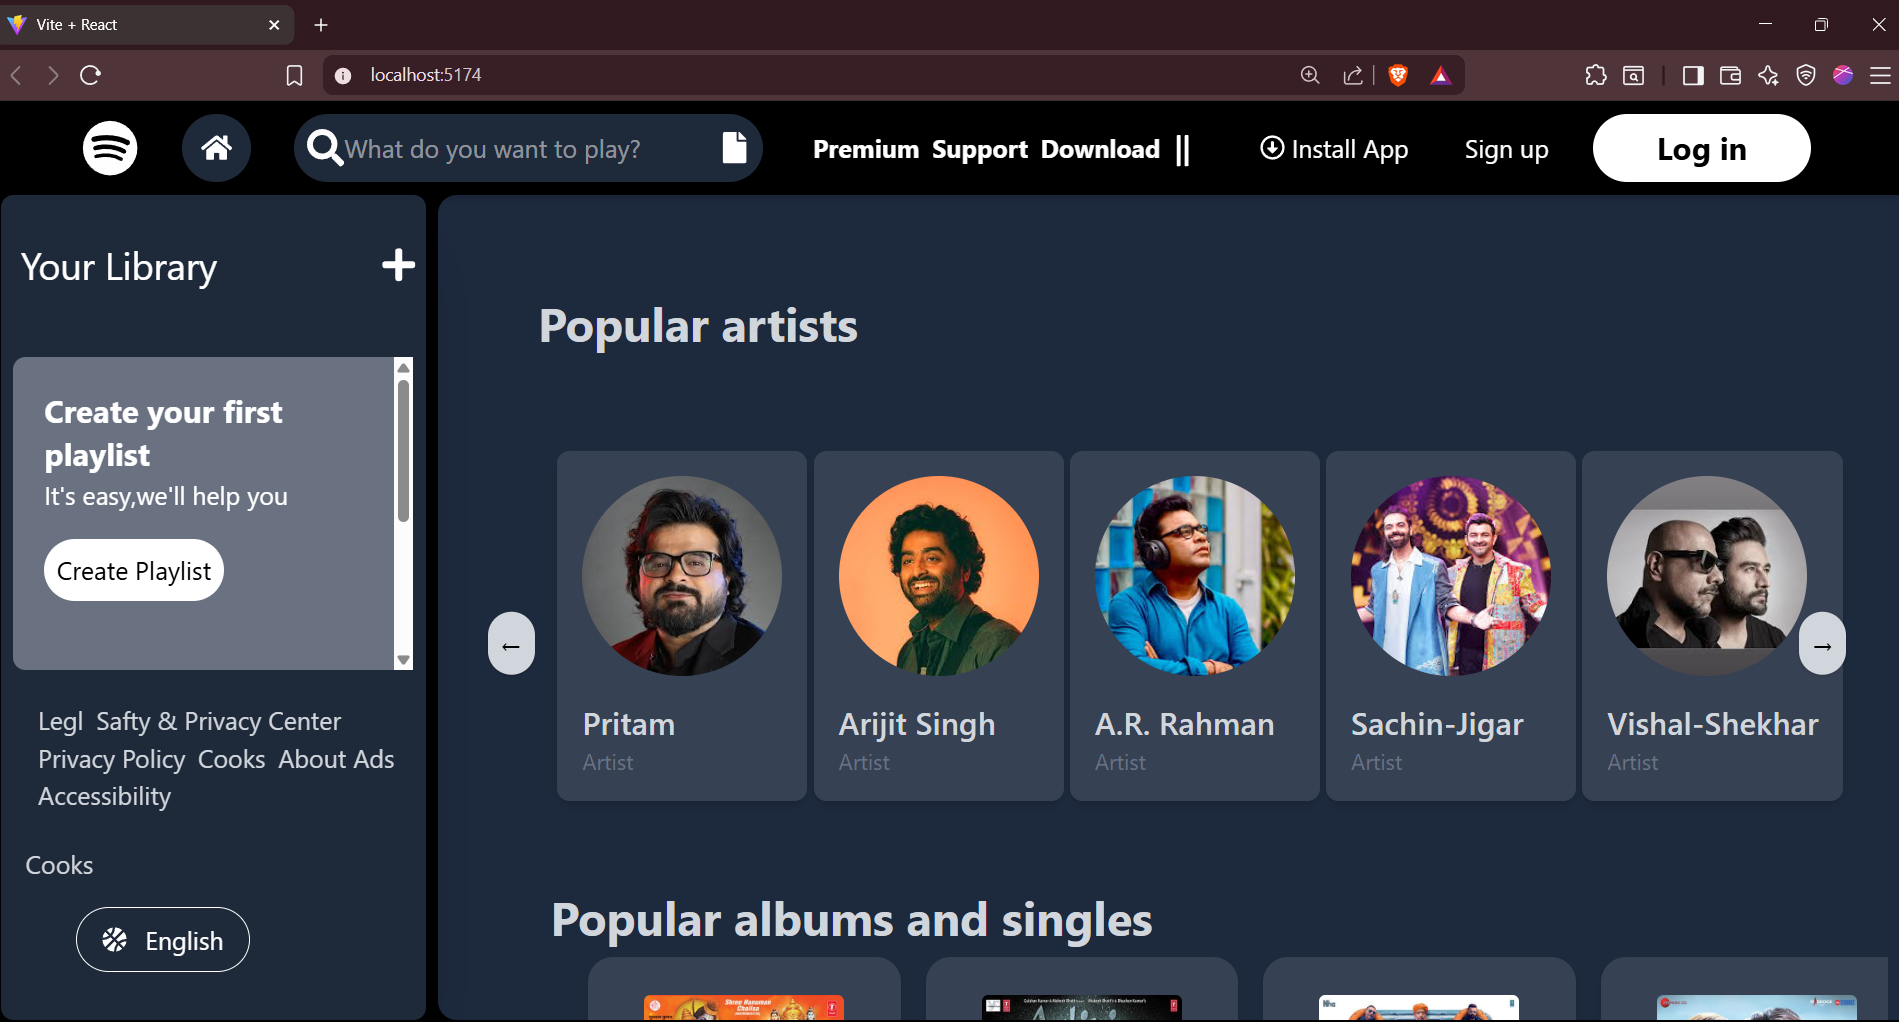 Vite + React
localhost:5174
What do you want to play?
Premium Support Download ||
Install App
Sign up
Log in
Your Library
Create your first
playlist
It's easy,we'll help you
Create Playlist
Legl Safty & Privacy Center
Privacy Policy Cooks About Ads
Accessibility
Cooks
English
Popular artists
←
→
Pritam
Artist
Arijit Singh
Artist
A.R. Rahman
Artist
Sachin-Jigar
Artist
Vishal-Shekhar
Artist
Popular albums and singles
Shree Hanuman
Chalisa